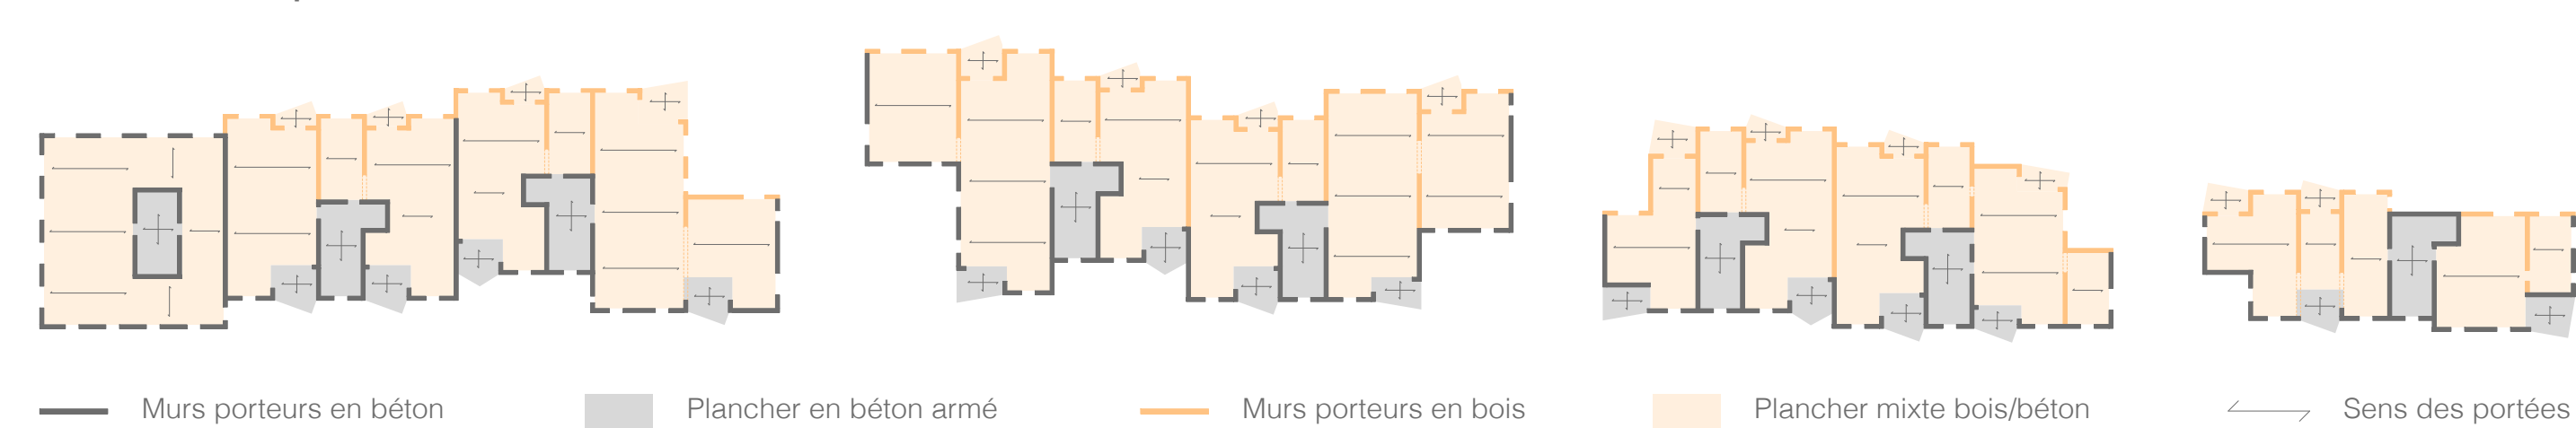 Murs porteurs en béton
Plancher en béton armé
Murs porteurs en bois
Plancher mixte bois/béton
Sens des portées